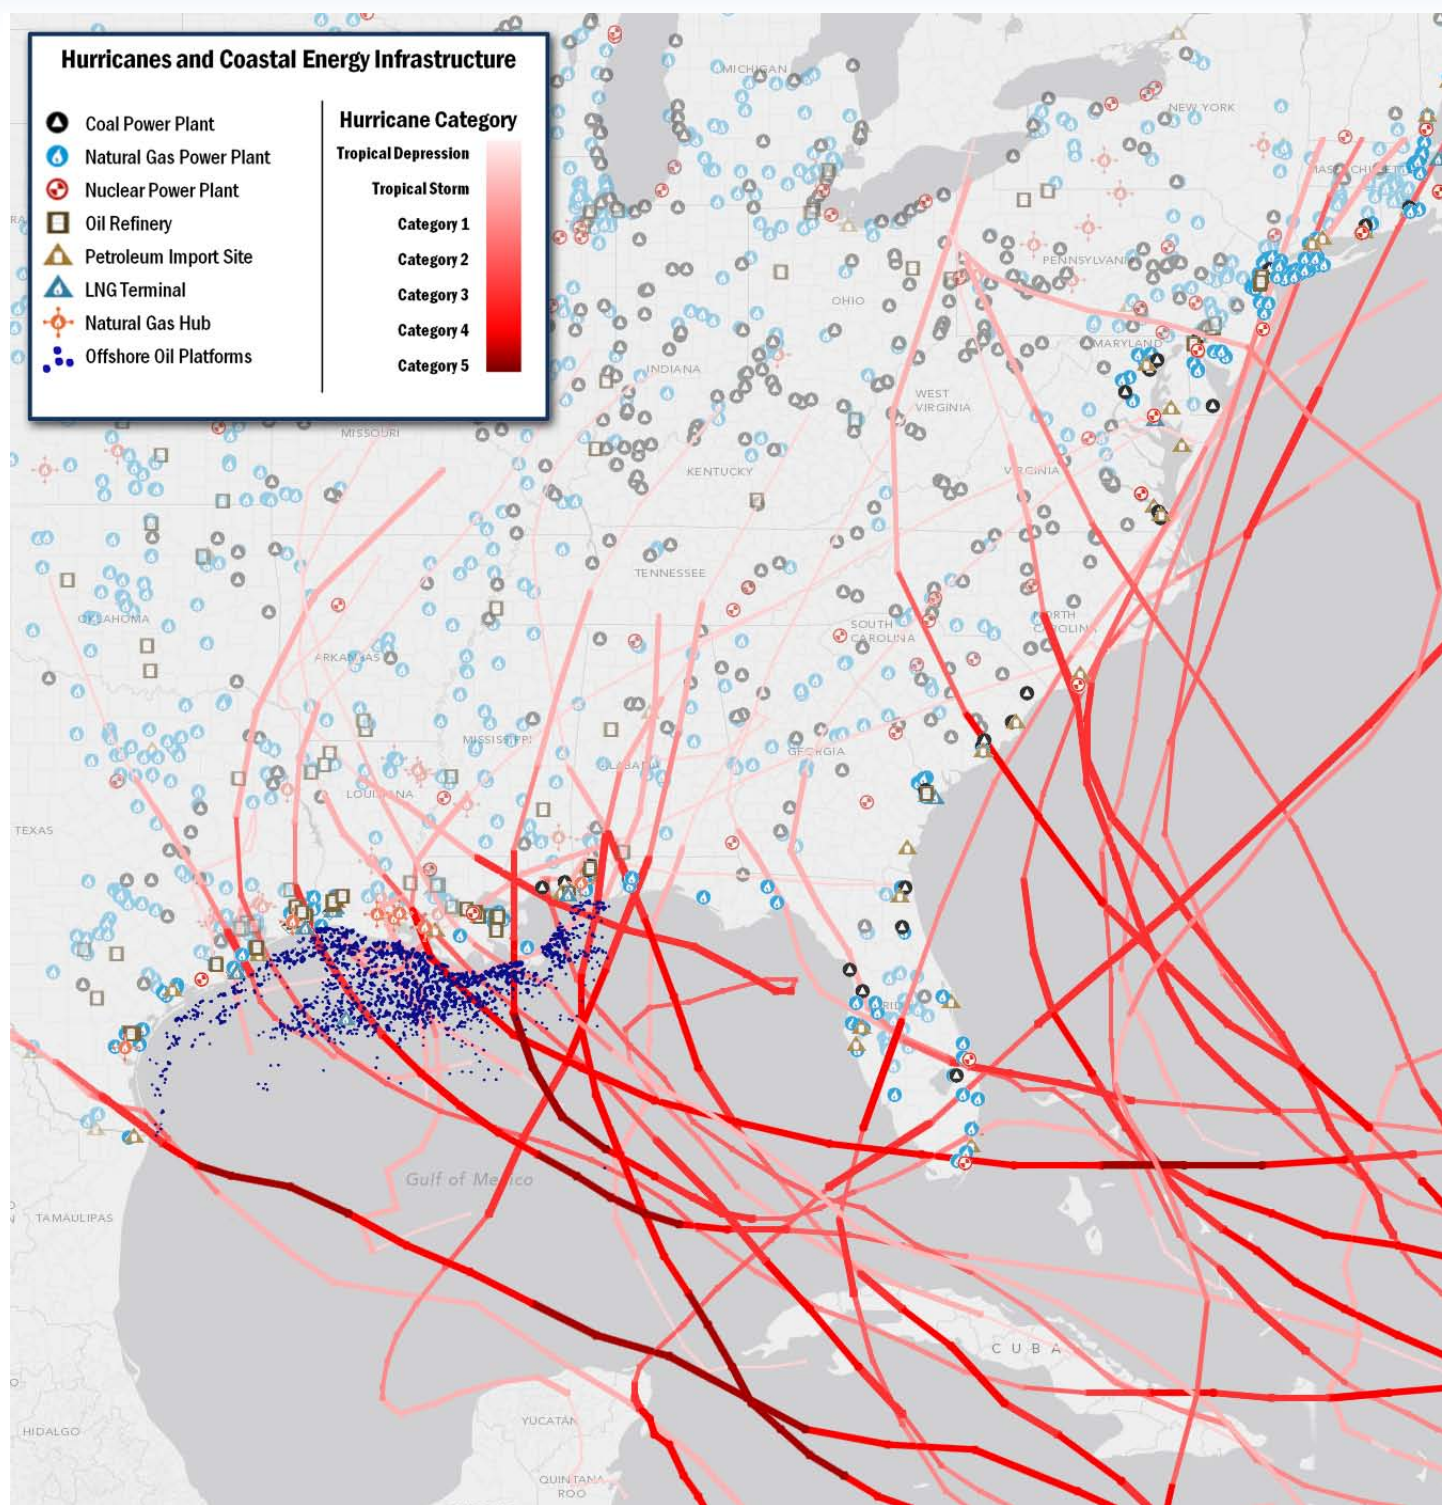 Hurricanes and Coastal Energy Infrastructure
Coal Power Plant
Natural Gas Power Plant
Nuclear Power Plant
Oil Refinery
Petroleum Import Site
LNG Terminal
Natural Gas Hub
Offshore Oil Platforms
Hurricane Category
Tropical Depression
Tropical Storm
Category 1
Category 2
Category 3
Category 4
Category 5
MICHIGAN
NEW YORK
PENNSYLVAN
OHIO
MARYLAND
INDIANA
WEST
VIRGINIA
MISSOURI
KENTUCKY
VIRGINIA
TENNESSEE
OKLAHOMA
NORTH
CAROLINA
SOUTH
CAROLINA
ARKANSAS
MISSISSIPPI
GEORGIA
ALABAMA
LOUISIANA
TEXAS
Gulf of Mexico
TAMAULIPAS
CUBA
YUCATÁN
HIDALGO
QUINTANA
ROO